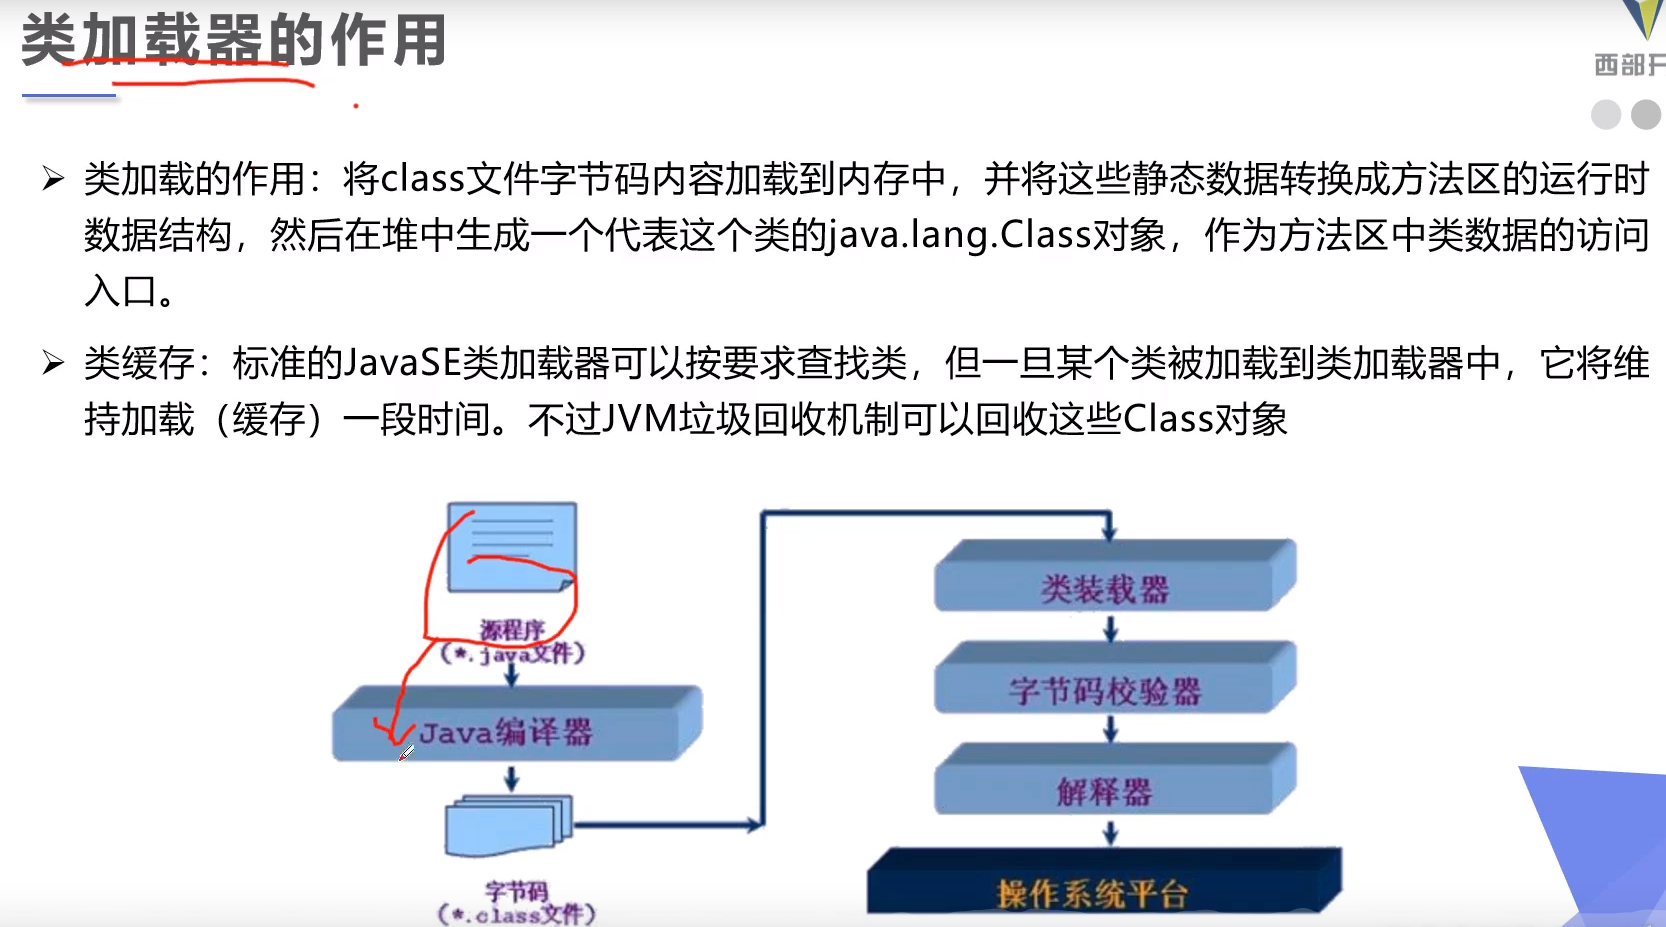 类加载器的作用
西部开
类加载的作用：将class文件字节码内容加载到内存中，并将这些静态数据转换成方法区的运行时
数据结构，然后在堆中生成一个代表这个类的java.lang.Class对象，作为方法区中类数据的访问
入口。
类缓存：标准的JavaSE类加载器可以按要求查找类，但一旦某个类被加载到类加载器中，它将维
持加载（缓存）一段时间。不过JVM垃圾回收机制可以回收这些Class对象
源程序
（*.java文件）
Java编译器
字节码
（*.class文件）
类装载器
字节码校验器
解释器
操作系统平台